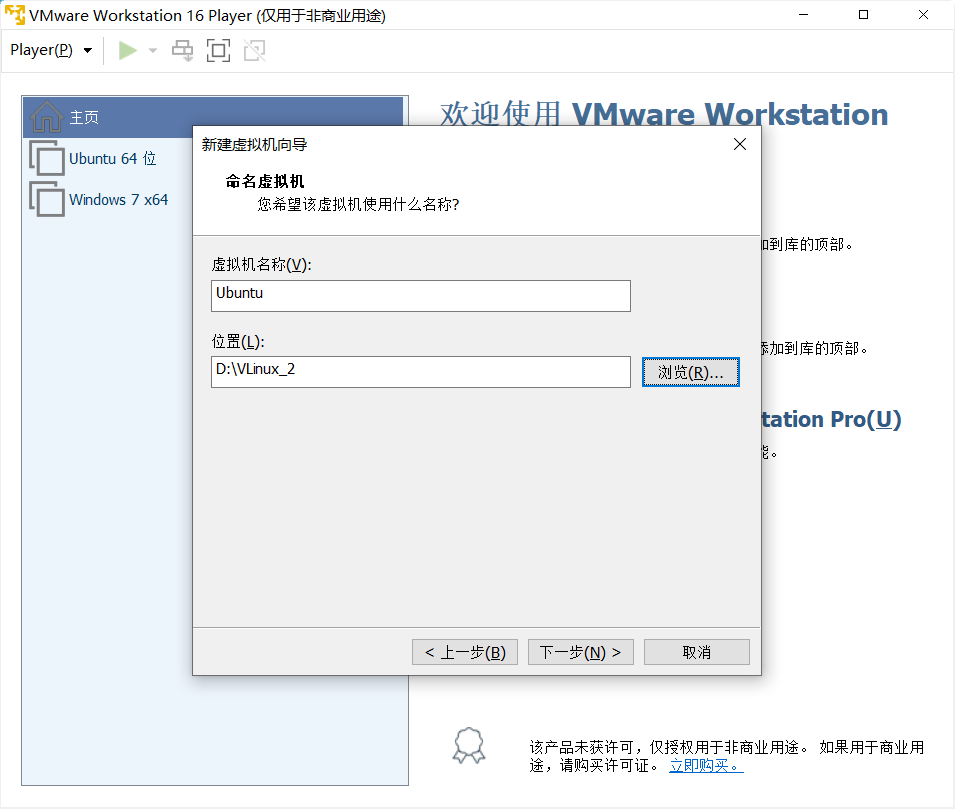 VMware Workstation 16 Player (仅用于非商业用途)
Player(P)
主页
Ubuntu 64 位
Windows 7 x64
欢迎使用 VMware Workstation
新建虚拟机向导
命名虚拟机
您希望该虚拟机使用什么名称?
加到库的顶部。
虚拟机名称(V):
Ubuntu
位置(L):
D:\VLinux_2
浏览(R)...
添加到库的顶部。
tation Pro(U)
能。
< 上一步(B)
下一步(N) >
取消
该产品未获许可，仅授权用于非商业用途。 如果用于商业用
途，请购买许可证。 立即购买。